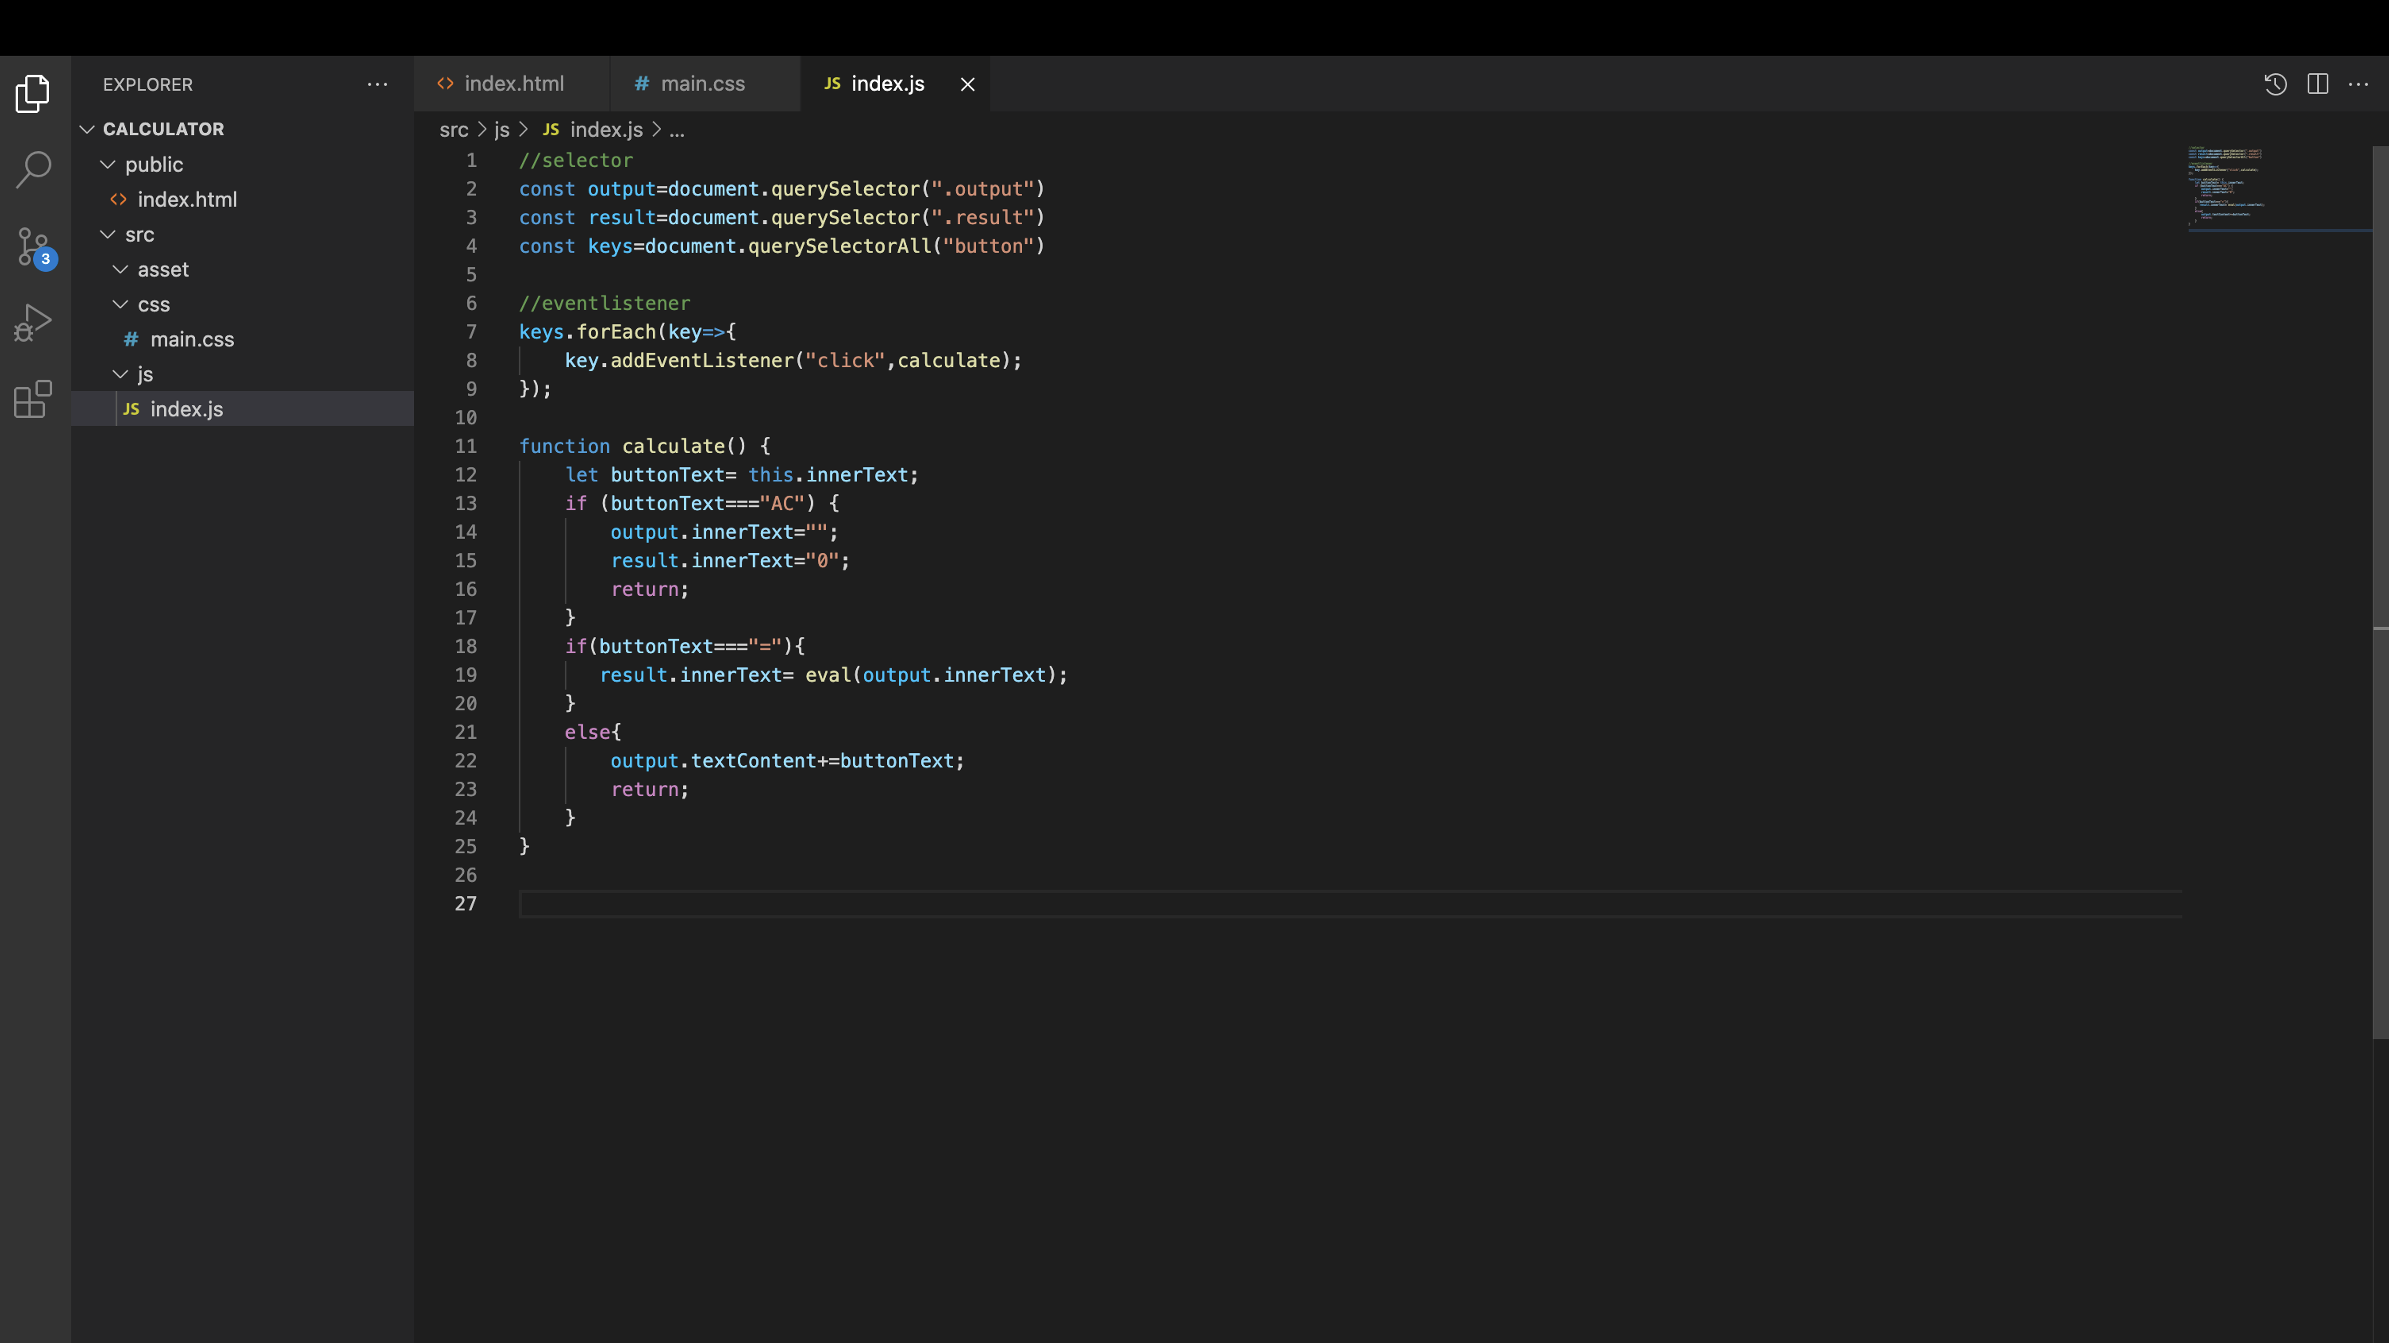 EXPLORER
CALCULATOR
public
index.html
src
asset
css
# main.css
js
JS index.js
3
index.html
# main.css
JS index.js
src > js > JS index.js > ...
1 //selector
2 const output=document.querySelector(".output")
3 const result=document.querySelector(".result")
4 const keys=document.querySelectorAll("button")
5
6 //eventlistener
7 keys.forEach(key=>{
8     key.addEventListener("click",calculate);
9 });
10
11 function calculate() {
12     let buttonText= this.innerText;
13     if (buttonText==="AC") {
14         output.innerText="";
15         result.innerText="0";
16         return;
17     }
18     if(buttonText==="="){
19        result.innerText= eval(output.innerText);
20     }
21     else{
22         output.textContent+=buttonText;
23         return;
24     }
25 }
26
27